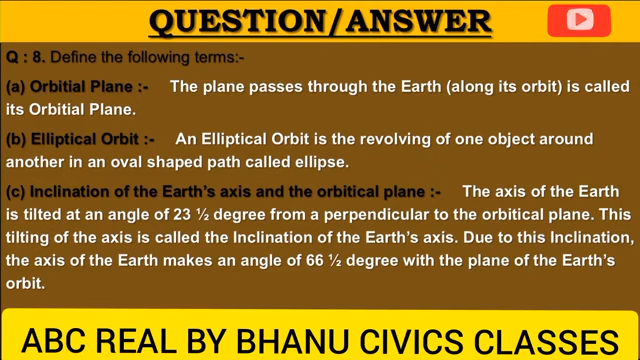 QUESTION/ANSWER
Q : 8. Define the following terms:-
(a) Orbitial Plane :- The plane passes through the Earth (along its orbit) is called
its Orbitial Plane.
(b) Elliptical Orbit :- An Elliptical Orbit is the revolving of one object around
another in an oval shaped path called ellipse.
(c) Inclination of the Earth's axis and the orbitical plane :- The axis of the Earth
is tilted at an angle of 23 ½ degree from a perpendicular to the orbitical plane. This
tilting of the axis is called the Inclination of the Earth's axis. Due to this Inclination,
the axis of the Earth makes an angle of 66 ½ degree with the plane of the Earth's
orbit.
ABC REAL BY BHANU CIVICS CLASSES